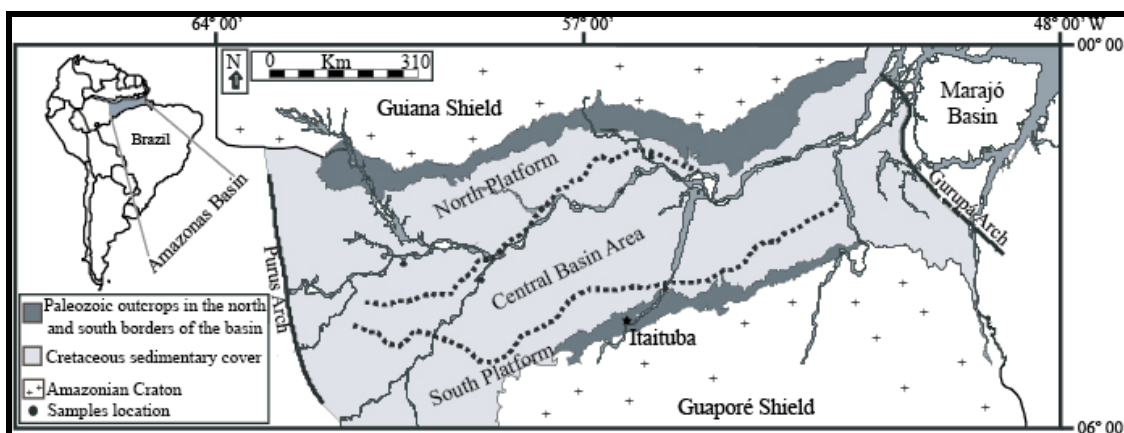 64° 00'
57° 00'
48° 00' W
00° 00'
N
0 Km 310
Guiana Shield
Marajó
Basin
Brazil
Amazonas Basin
North Platform
Gurupá Arch
Purus Arch
Central Basin Area
Paleozoic outcrops in the north
and south borders of the basin
Cretaceous sedimentary cover
Amazonian Craton
Samples location
Itaituba
South Platform
Guaporé Shield
06° 00